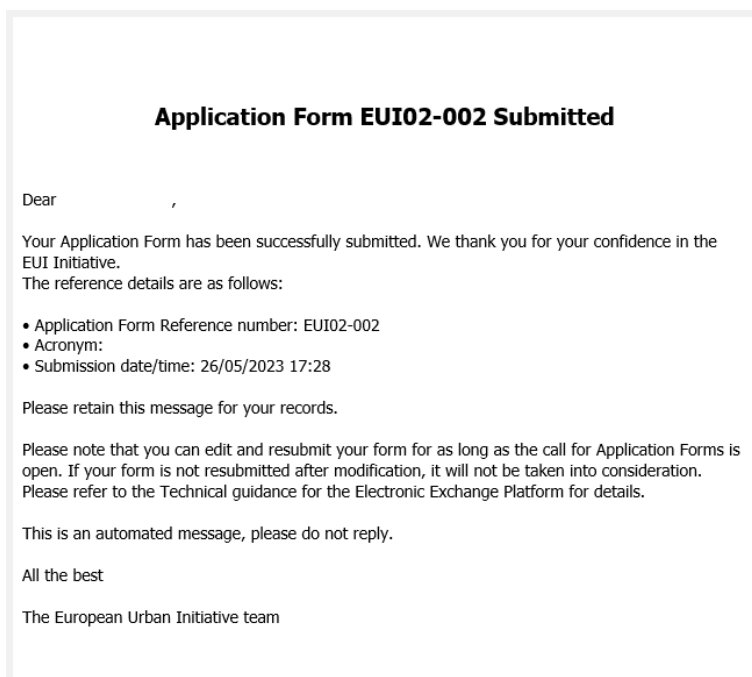 Application Form EUI02-002 Submitted
Dear ,
Your Application Form has been successfully submitted. We thank you for your confidence in the
EUI Initiative.
The reference details are as follows:
• Application Form Reference number: EUI02-002
• Acronym:
• Submission date/time: 26/05/2023 17:28
Please retain this message for your records.
Please note that you can edit and resubmit your form for as long as the call for Application Forms is
open. If your form is not resubmitted after modification, it will not be taken into consideration.
Please refer to the Technical guidance for the Electronic Exchange Platform for details.
This is an automated message, please do not reply.
All the best
The European Urban Initiative team